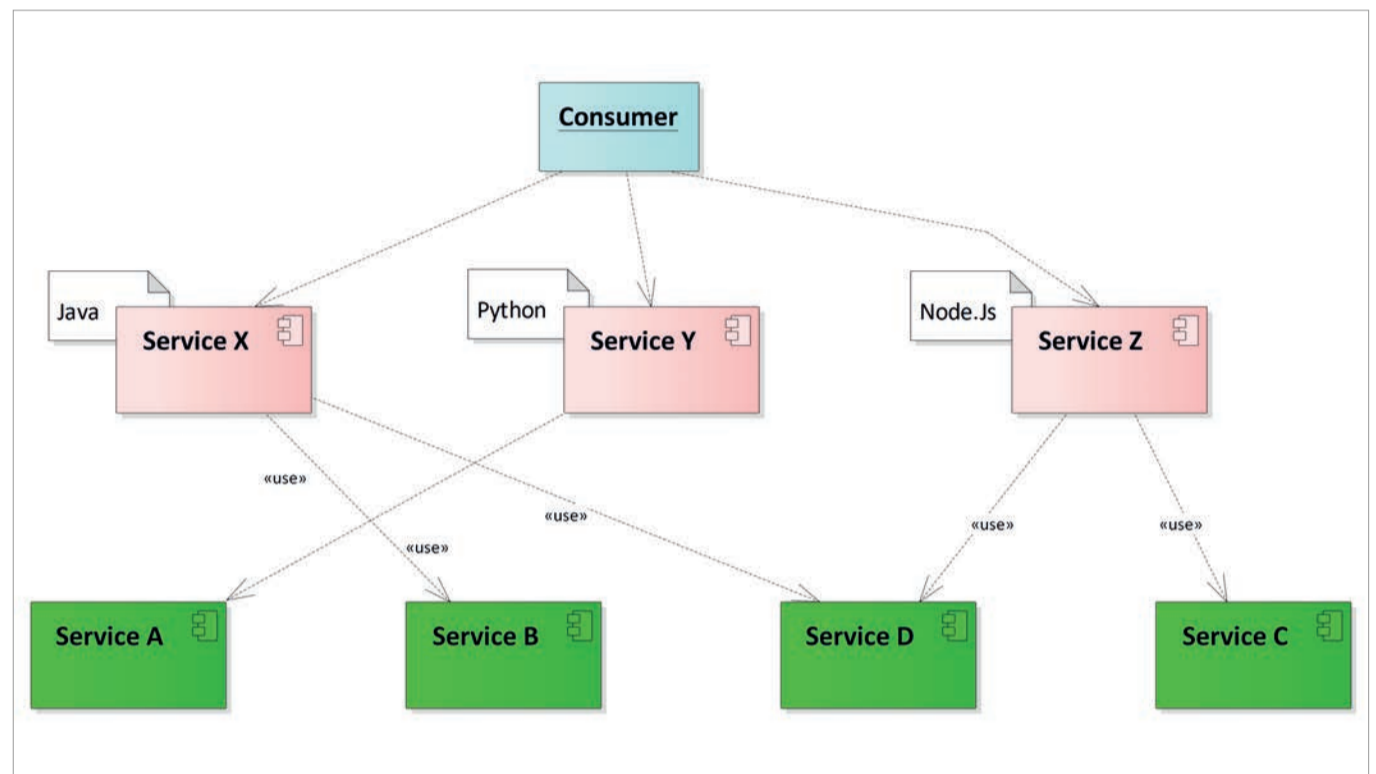 Consumer
Java
Service X
Python
Service Y
Node.Js
Service Z
«use»
«use»
«use»
«use»
«use»
Service A
Service B
Service D
Service C